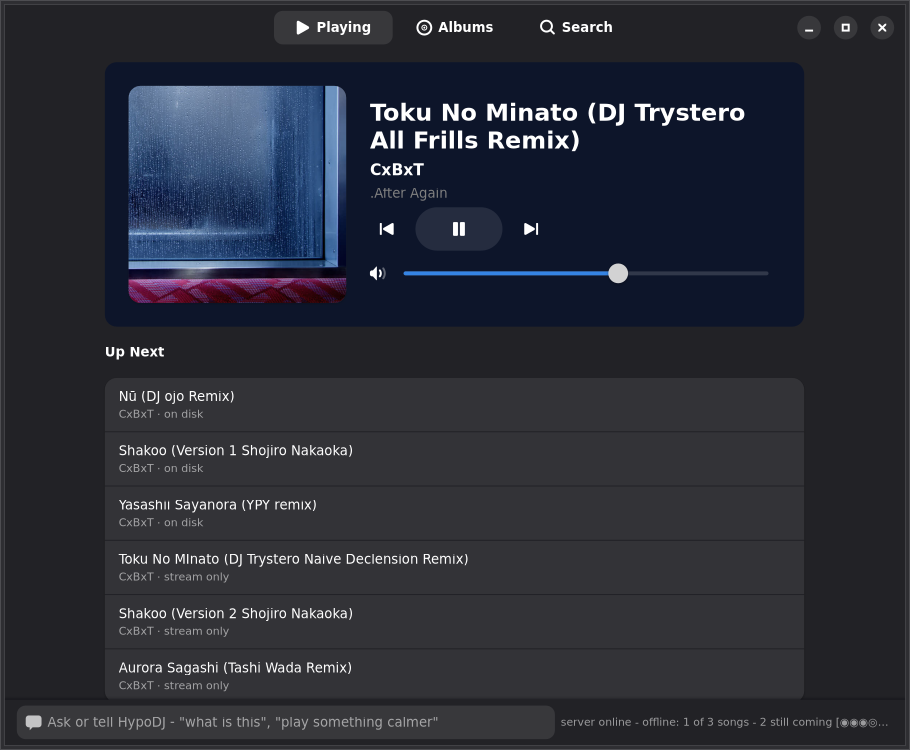 Playing
Albums
Search
Toku No Minato (DJ Trystero
All Frills Remix)
CxBxT
.After Again
Up Next
Nū (DJ ojo Remix)
CxBxT · on disk
Shakoo (Version 1 Shojiro Nakaoka)
CxBxT · on disk
Yasashii Sayanora (YPY remix)
CxBxT · on disk
Toku No MInato (DJ Trystero Naive Declension Remix)
CxBxT · stream only
Shakoo (Version 2 Shojiro Nakaoka)
CxBxT · stream only
Aurora Sagashi (Tashi Wada Remix)
CxBxT · stream only
Ask or tell HypoDJ - "what is this", "play something calmer"
server online - offline: 1 of 3 songs - 2 still coming [◉◉◉◎…